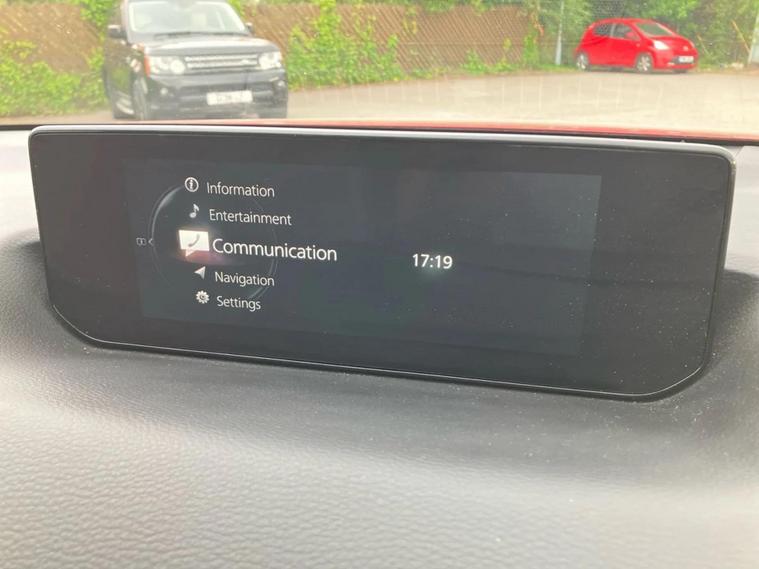 Information
Entertainment
Communication
17:19
Navigation
Settings